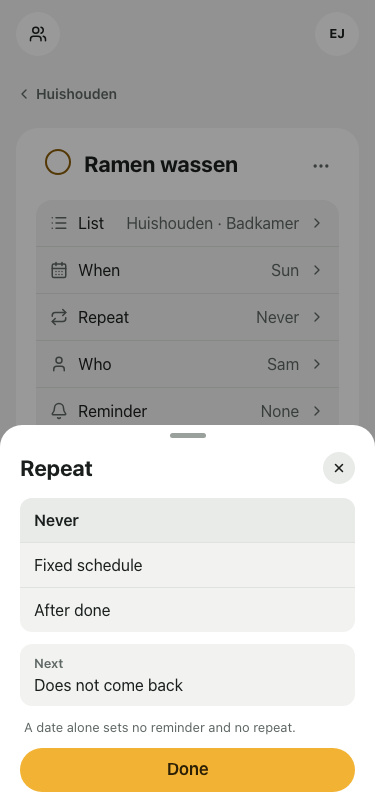 EJ
Huishouden
Ramen wassen
List Huishouden · Badkamer
When Sun
Repeat Never
Who Sam
Reminder None
Repeat
Never
Fixed schedule
After done
Next
Does not come back
A date alone sets no reminder and no repeat.
Done